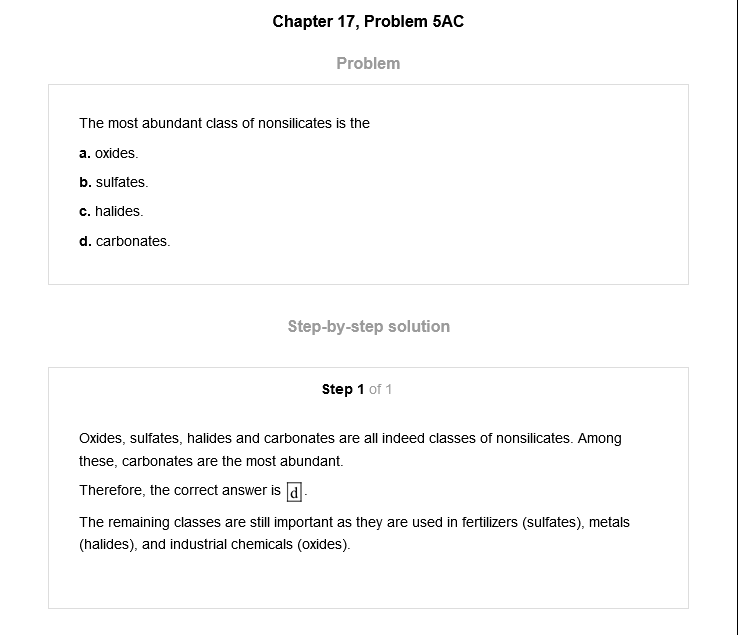 Chapter 17, Problem 5AC
Problem
The most abundant class of nonsilicates is the
a. oxides.
b. sulfates.
c. halides.
d. carbonates.
Step-by-step solution
Step 1 of 1
Oxides, sulfates, halides and carbonates are all indeed classes of nonsilicates. Among
these, carbonates are the most abundant.
Therefore, the correct answer is d.
The remaining classes are still important as they are used in fertilizers (sulfates), metals
(halides), and industrial chemicals (oxides).